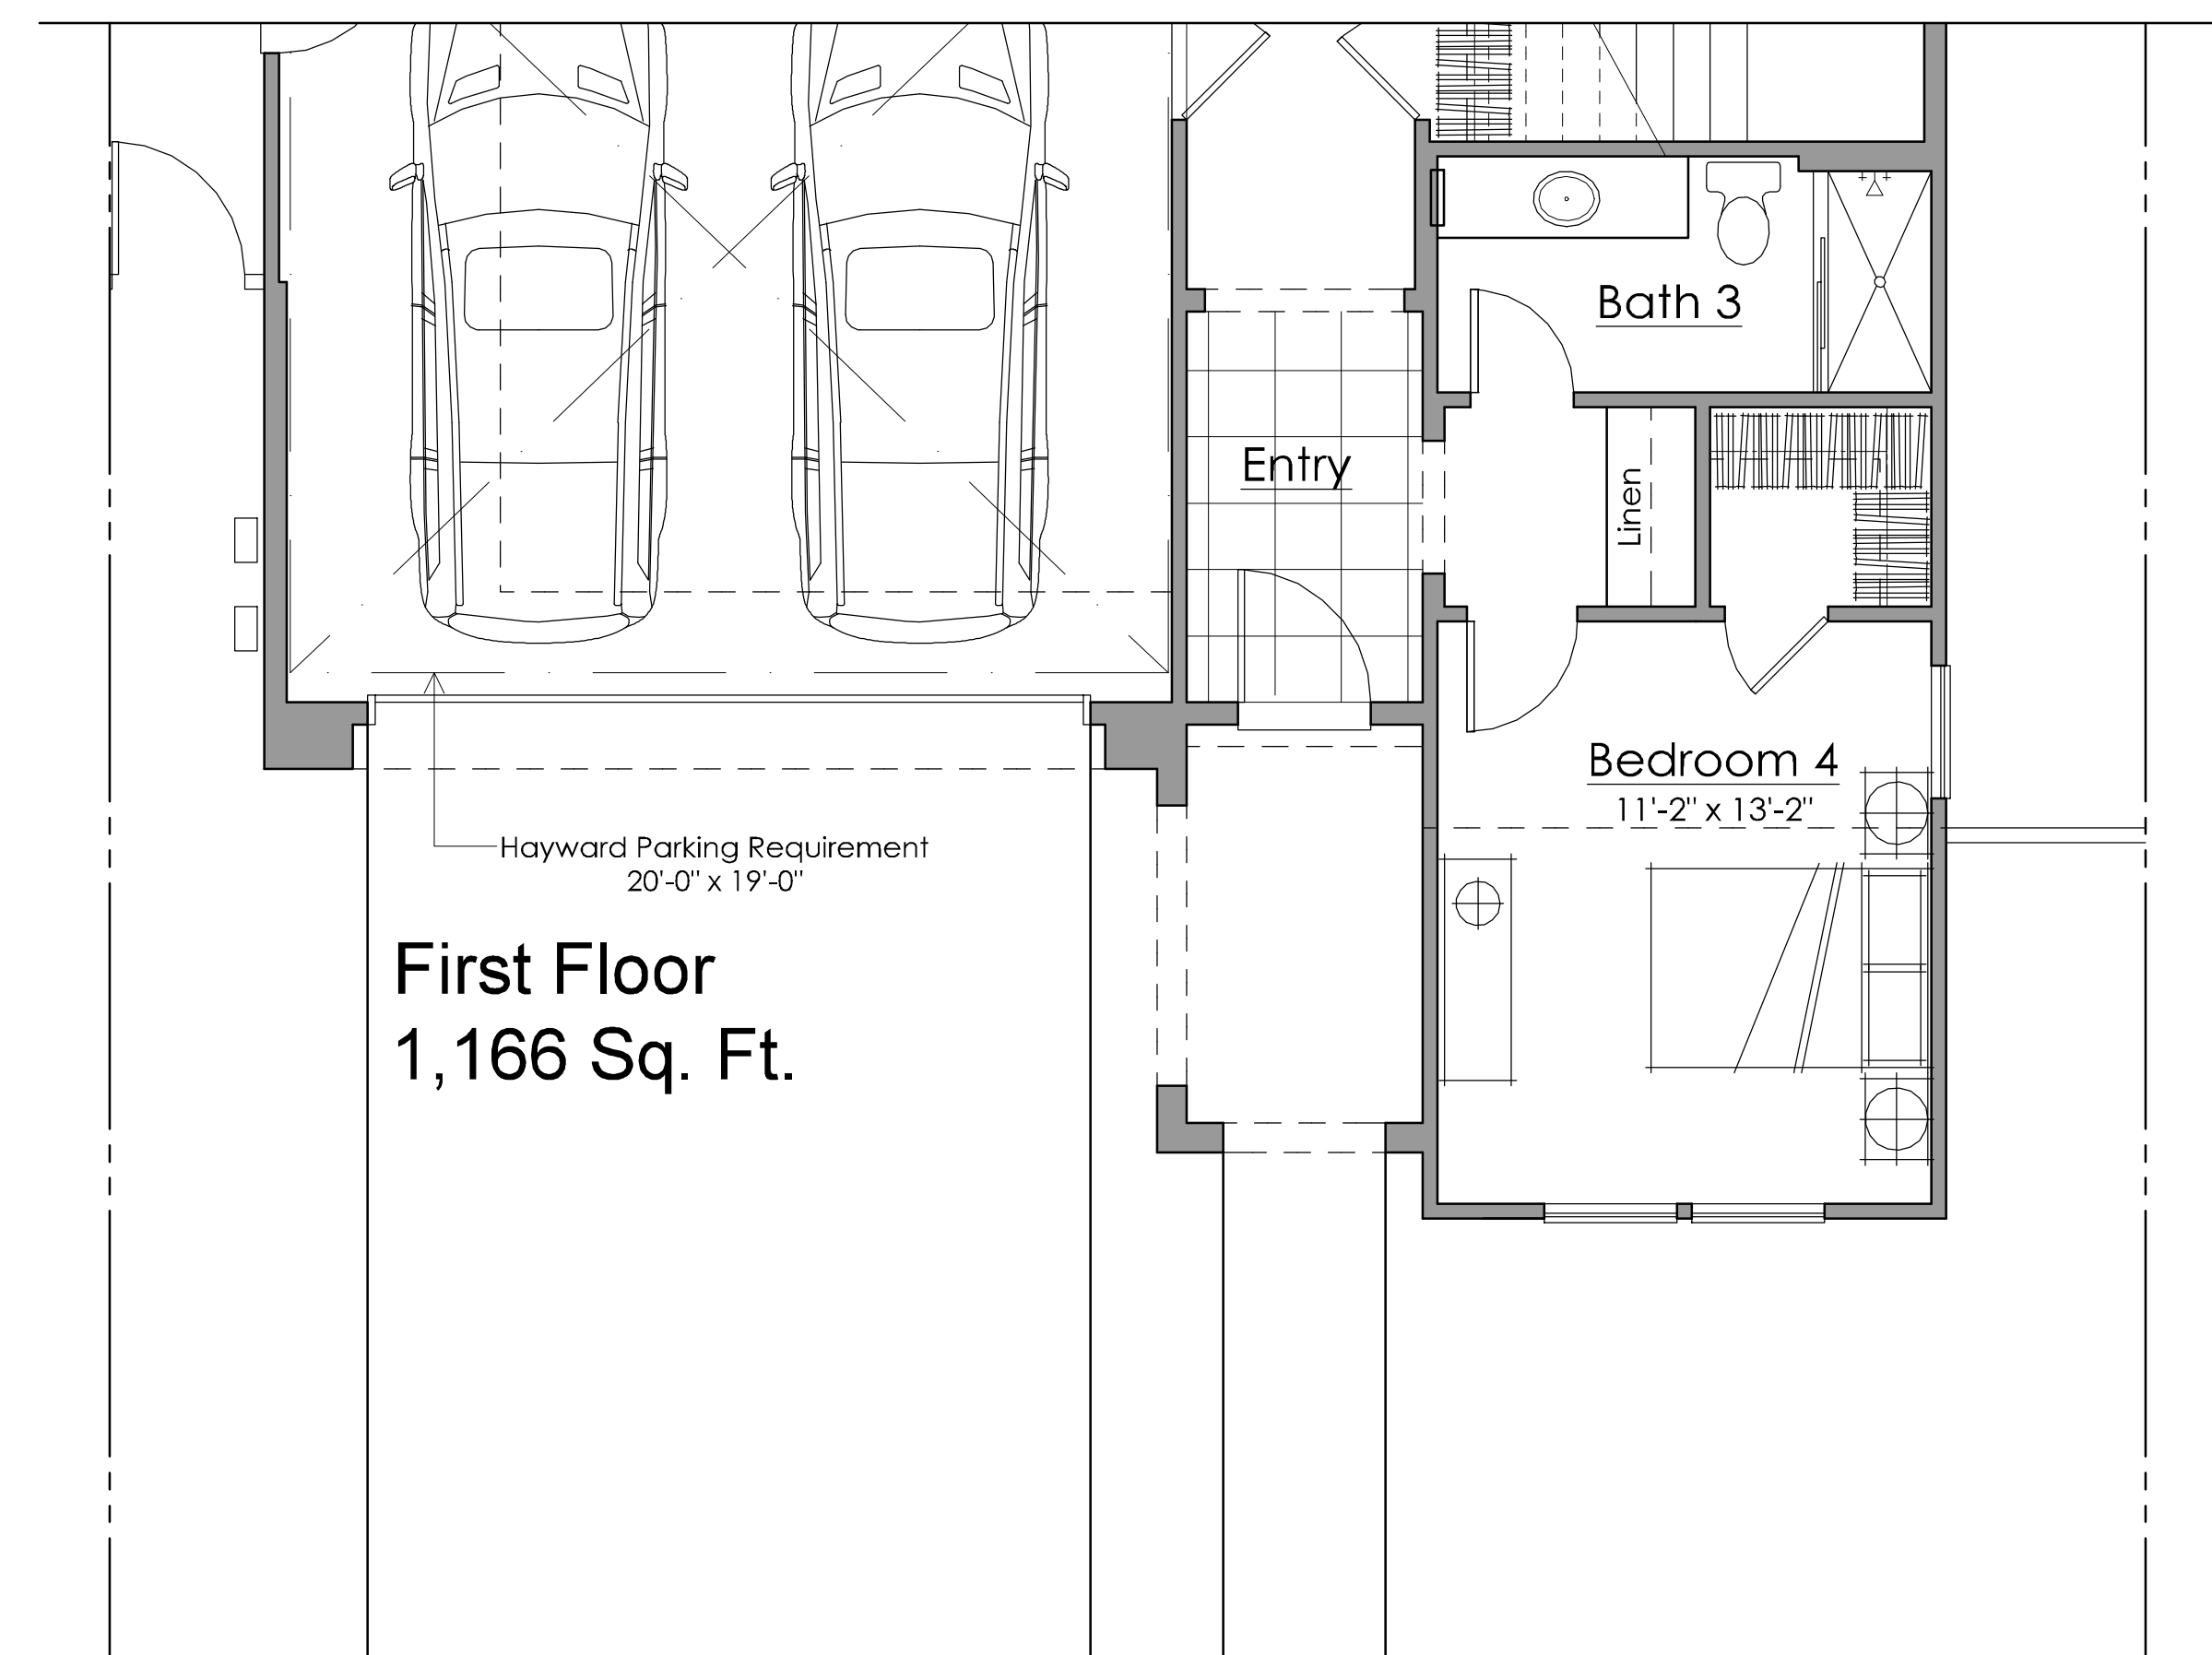 Bath 3
Entry
Linen
Bedroom 4
11'-2" x 13'-2"
Hayward Parking Requirement
20'-0" x 19'-0"
First Floor
1,166 Sq. Ft.